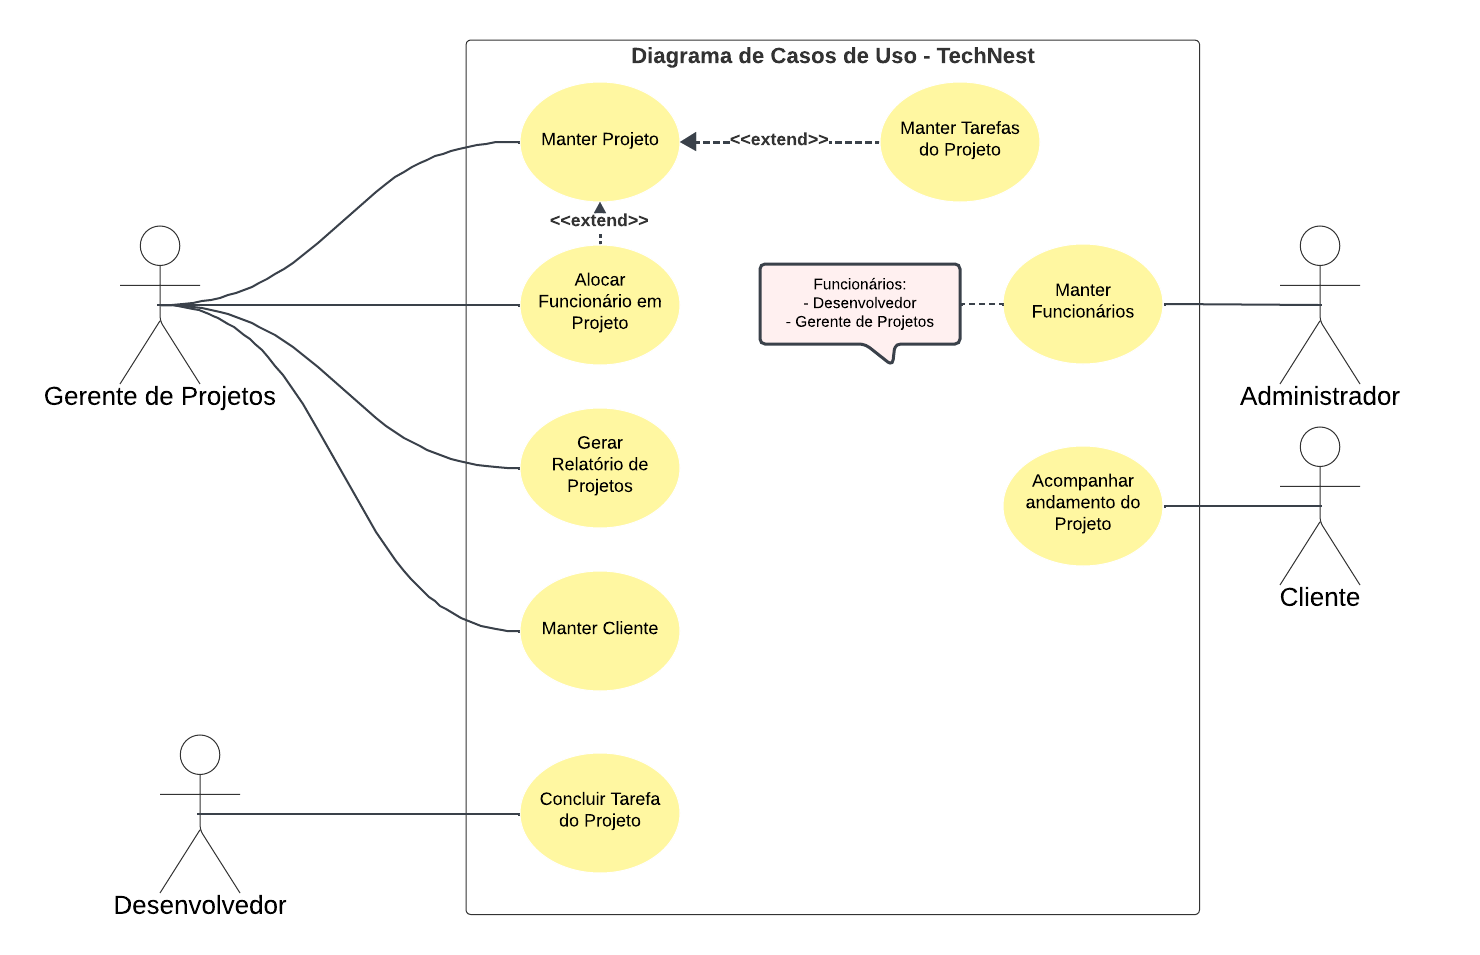 Diagrama de Casos de Uso - TechNest
Manter Projeto
<<extend>>
Manter Tarefas
do Projeto
<<extend>>
Alocar
Funcionário em
Projeto
Funcionários:
- Desenvolvedor
- Gerente de Projetos
Manter
Funcionários
Gerente de Projetos
Administrador
Gerar
Relatório de
Projetos
Acompanhar
andamento do
Projeto
Cliente
Manter Cliente
Concluir Tarefa
do Projeto
Desenvolvedor